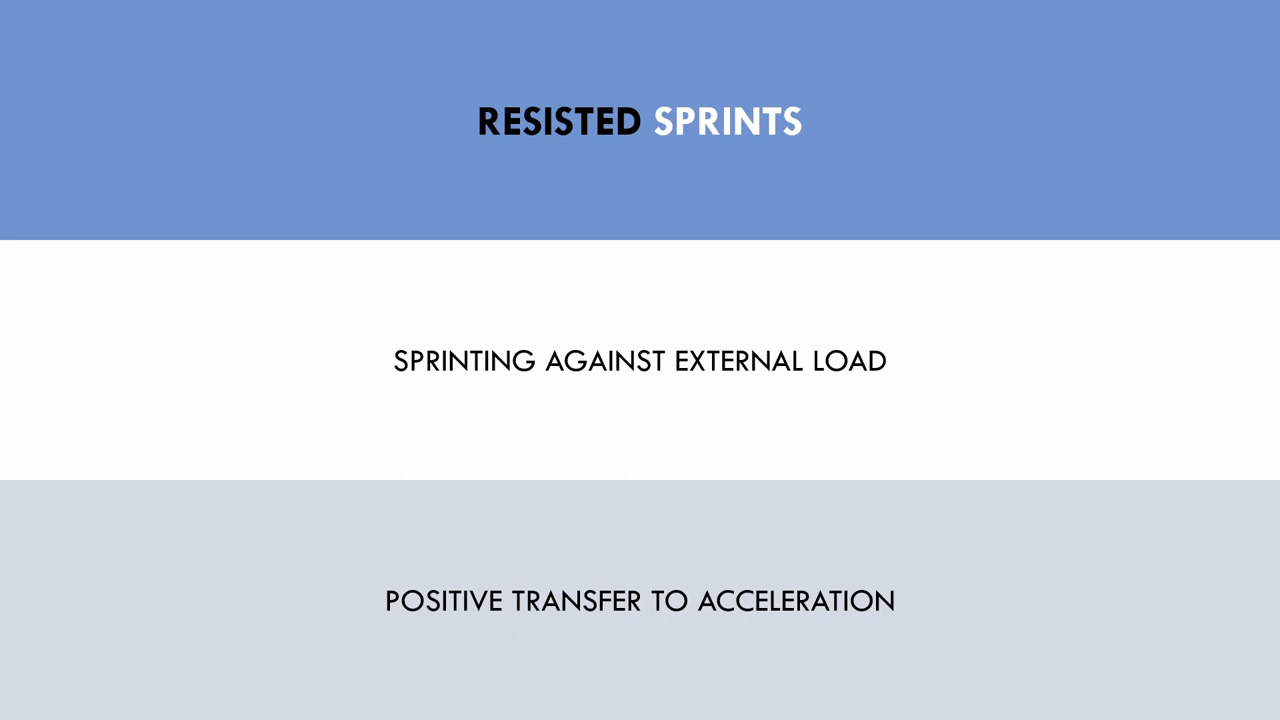 RESISTED SPRINTS
SPRINTING AGAINST EXTERNAL LOAD
POSITIVE TRANSFER TO ACCELERATION